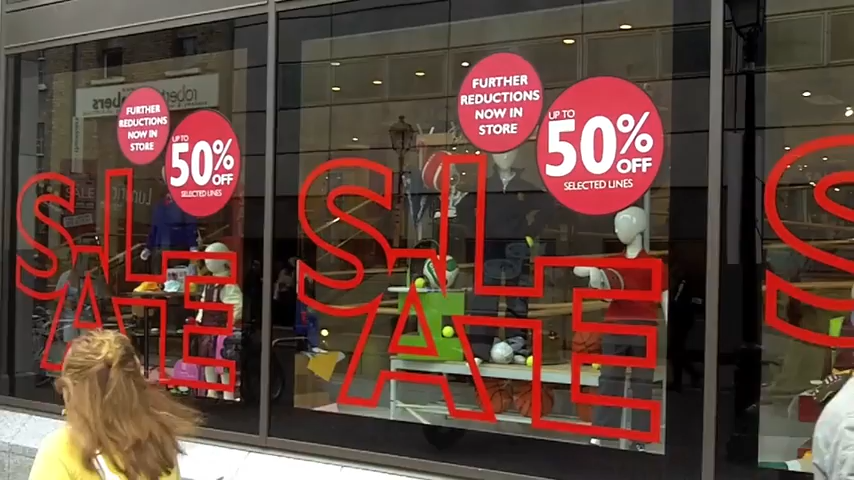 FURTHER
REDUCTIONS
NOW IN
STORE
UP TO
50%
OFF
SELECTED LINES
SALE
FURTHER
REDUCTIONS
NOW IN
STORE
UP TO
50%
OFF
SELECTED LINES
SALE
S